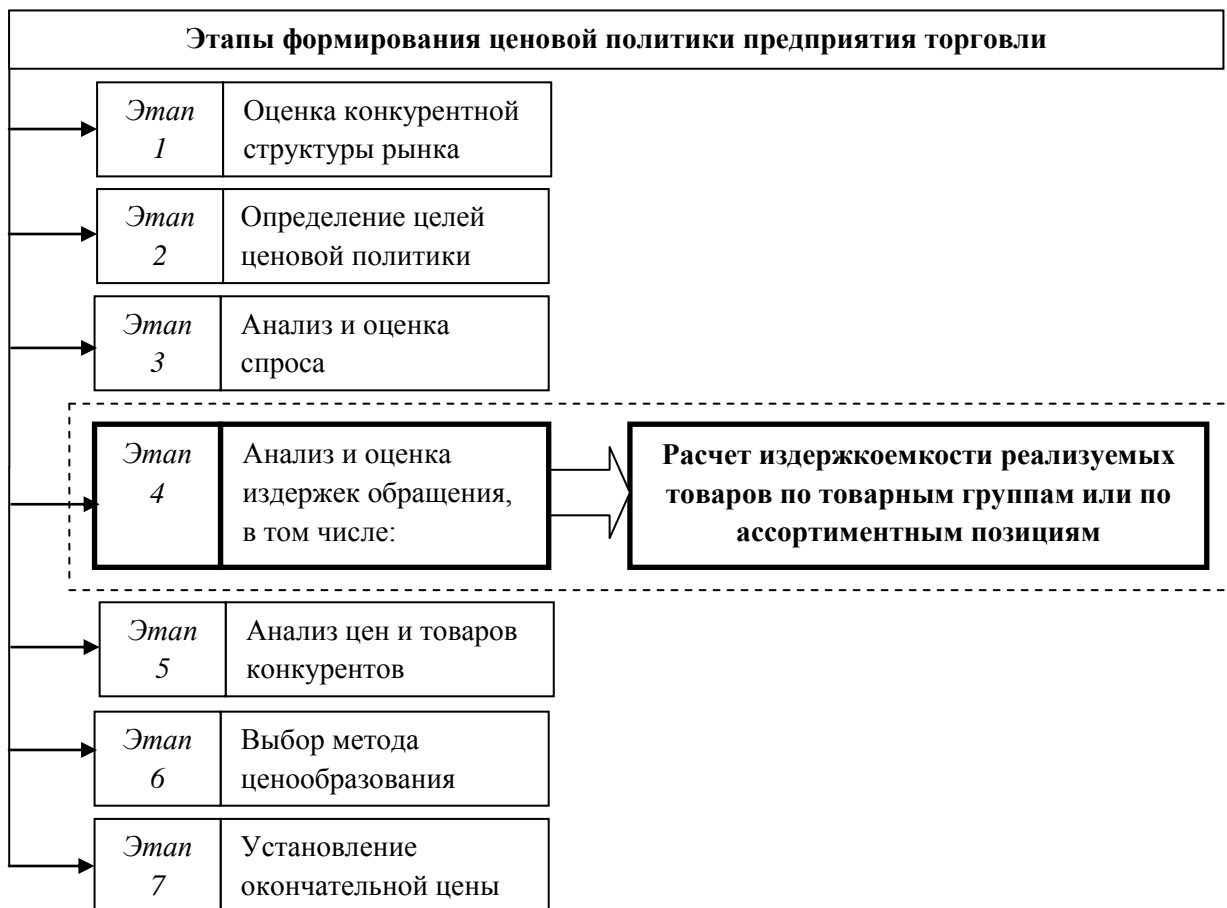 Этапы формирования ценовой политики предприятия торговли
Этап
1
Оценка конкурентной
структуры рынка
Этап
2
Определение целей
ценовой политики
Этап
3
Анализ и оценка
спроса
Этап
4
Анализ и оценка
издержек обращения,
в том числе:
Расчет издержкоемкости реализуемых
товаров по товарным группам или по
ассортиментным позициям
Этап
5
Анализ цен и товаров
конкурентов
Этап
6
Выбор метода
ценообразования
Этап
7
Установление
окончательной цены